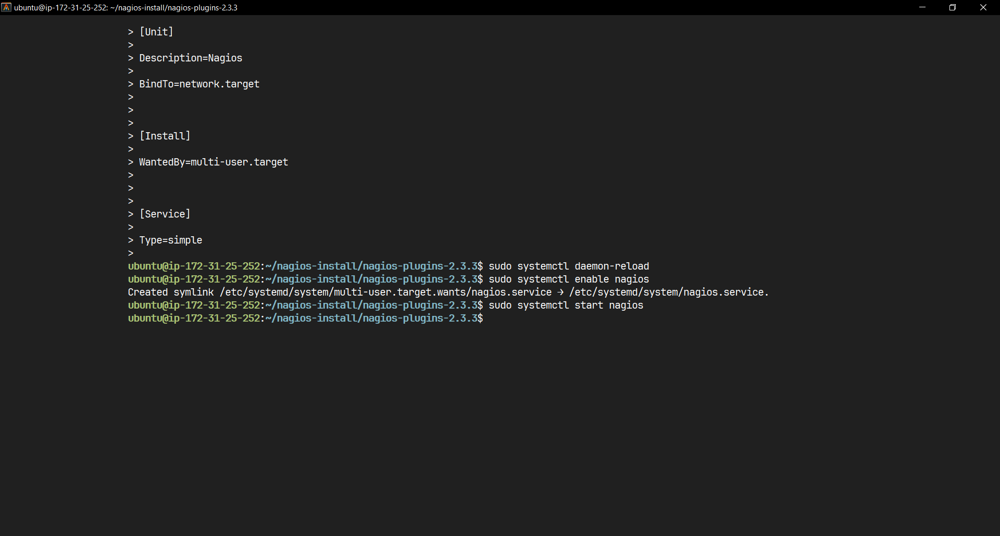 ubuntu@ip-172-31-25-252: ~/nagios-install/nagios-plugins-2.3.3
> [Unit]
>
> Description=Nagios
>
> BindTo=network.target
>
>
>
> [Install]
>
> WantedBy=multi-user.target
>
>
>
> [Service]
>
> Type=simple
>
ubuntu@ip-172-31-25-252:~/nagios-install/nagios-plugins-2.3.3$ sudo systemctl daemon-reload
ubuntu@ip-172-31-25-252:~/nagios-install/nagios-plugins-2.3.3$ sudo systemctl enable nagios
Created symlink /etc/systemd/system/multi-user.target.wants/nagios.service → /etc/systemd/system/nagios.service.
ubuntu@ip-172-31-25-252:~/nagios-install/nagios-plugins-2.3.3$ sudo systemctl start nagios
ubuntu@ip-172-31-25-252:~/nagios-install/nagios-plugins-2.3.3$